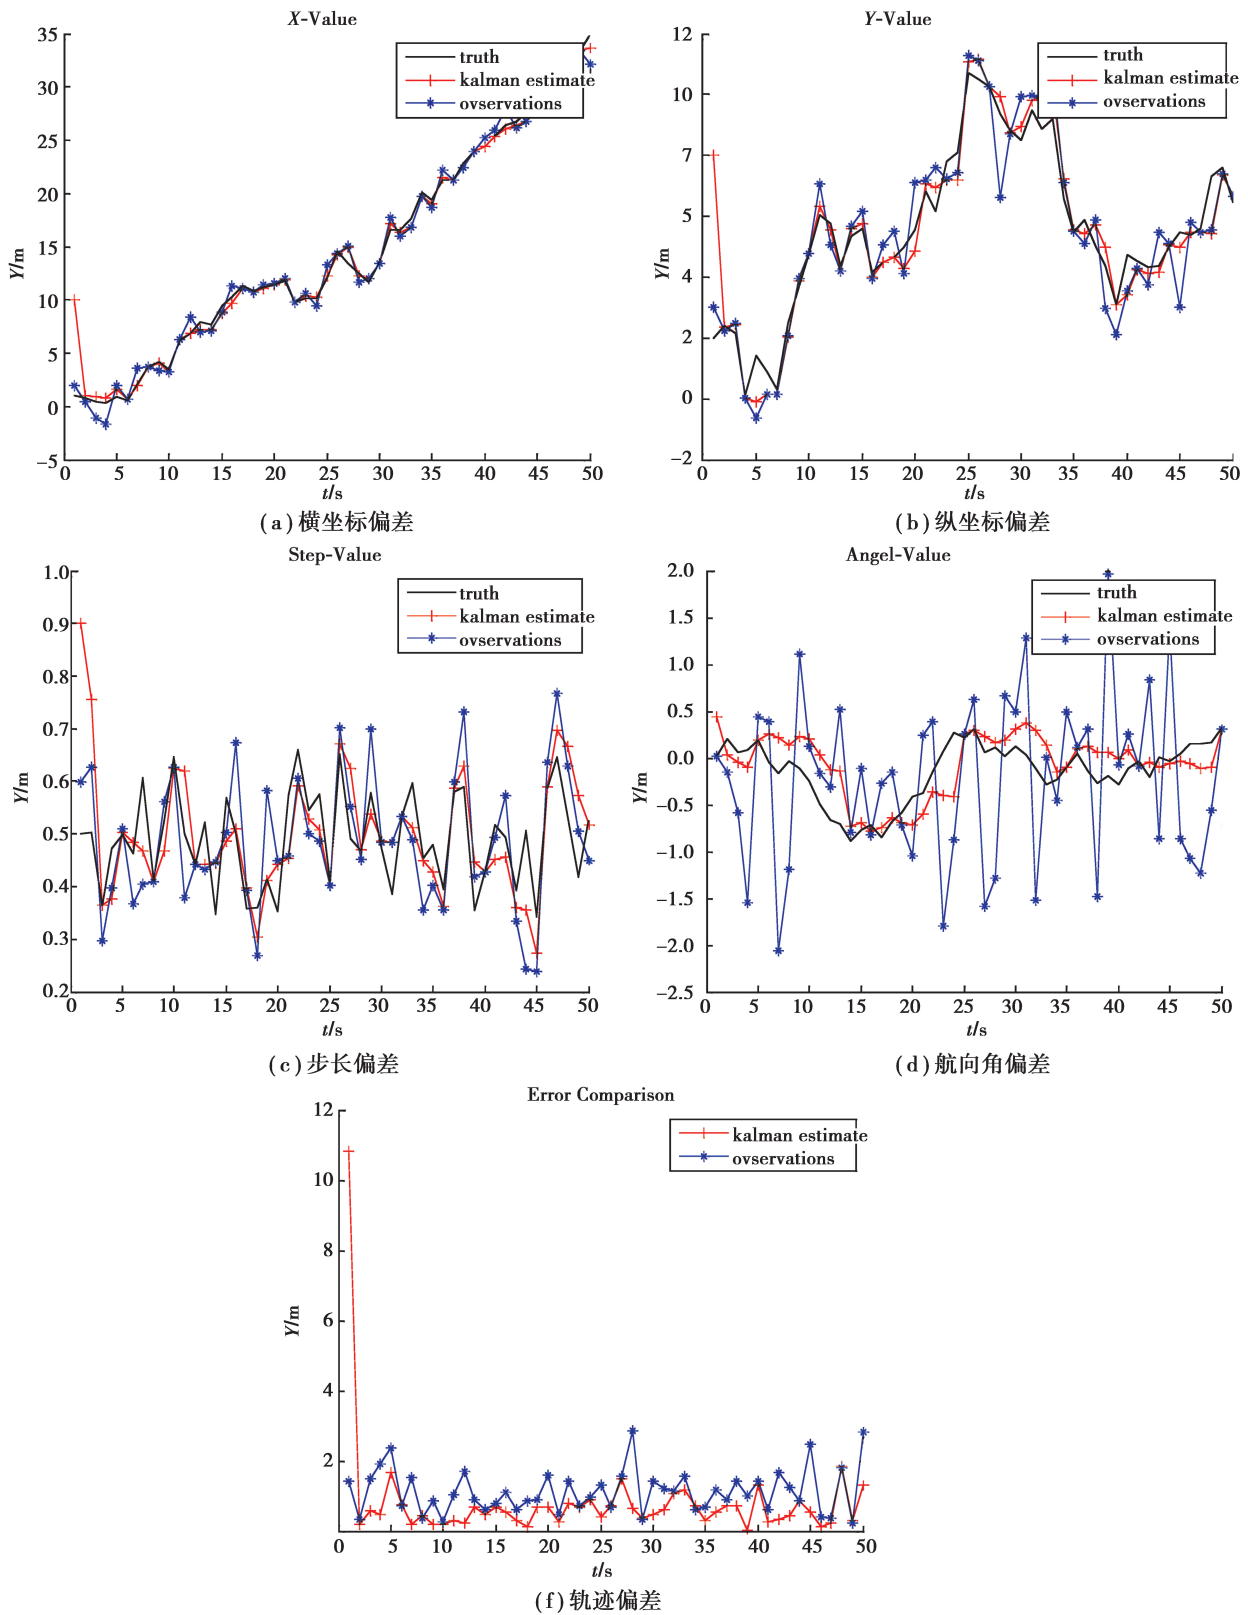 X-Value
35
30
25
20
15
10
5
0
−5
Y/m
truth
kalman estimate
ovservations
0 5 10 15 20 25 30 35 40 45 50
t/s
(a)横坐标偏差
Y-Value
12
10
7
5
4
2
0
−2
Y/m
truth
kalman estimate
ovservations
0 5 10 15 20 25 30 35 40 45 50
t/s
(b)纵坐标偏差
Step-Value
1.0
0.9
0.8
0.7
0.6
0.5
0.4
0.3
0.2
Y/m
truth
kalman estimate
ovservations
0 5 10 15 20 25 30 35 40 45 50
t/s
(c)步长偏差
Angel-Value
2.0
1.5
1.0
0.5
0.0
−0.5
−1.0
−1.5
−2.0
−2.5
Y/m
truth
kalman estimate
ovservations
0 5 10 15 20 25 30 35 40 45 50
t/s
(d)航向角偏差
Error Comparison
12
10
8
6
4
2
Y/m
kalman estimate
ovservations
0 5 10 15 20 25 30 35 40 45 50
t/s
(f)轨迹偏差